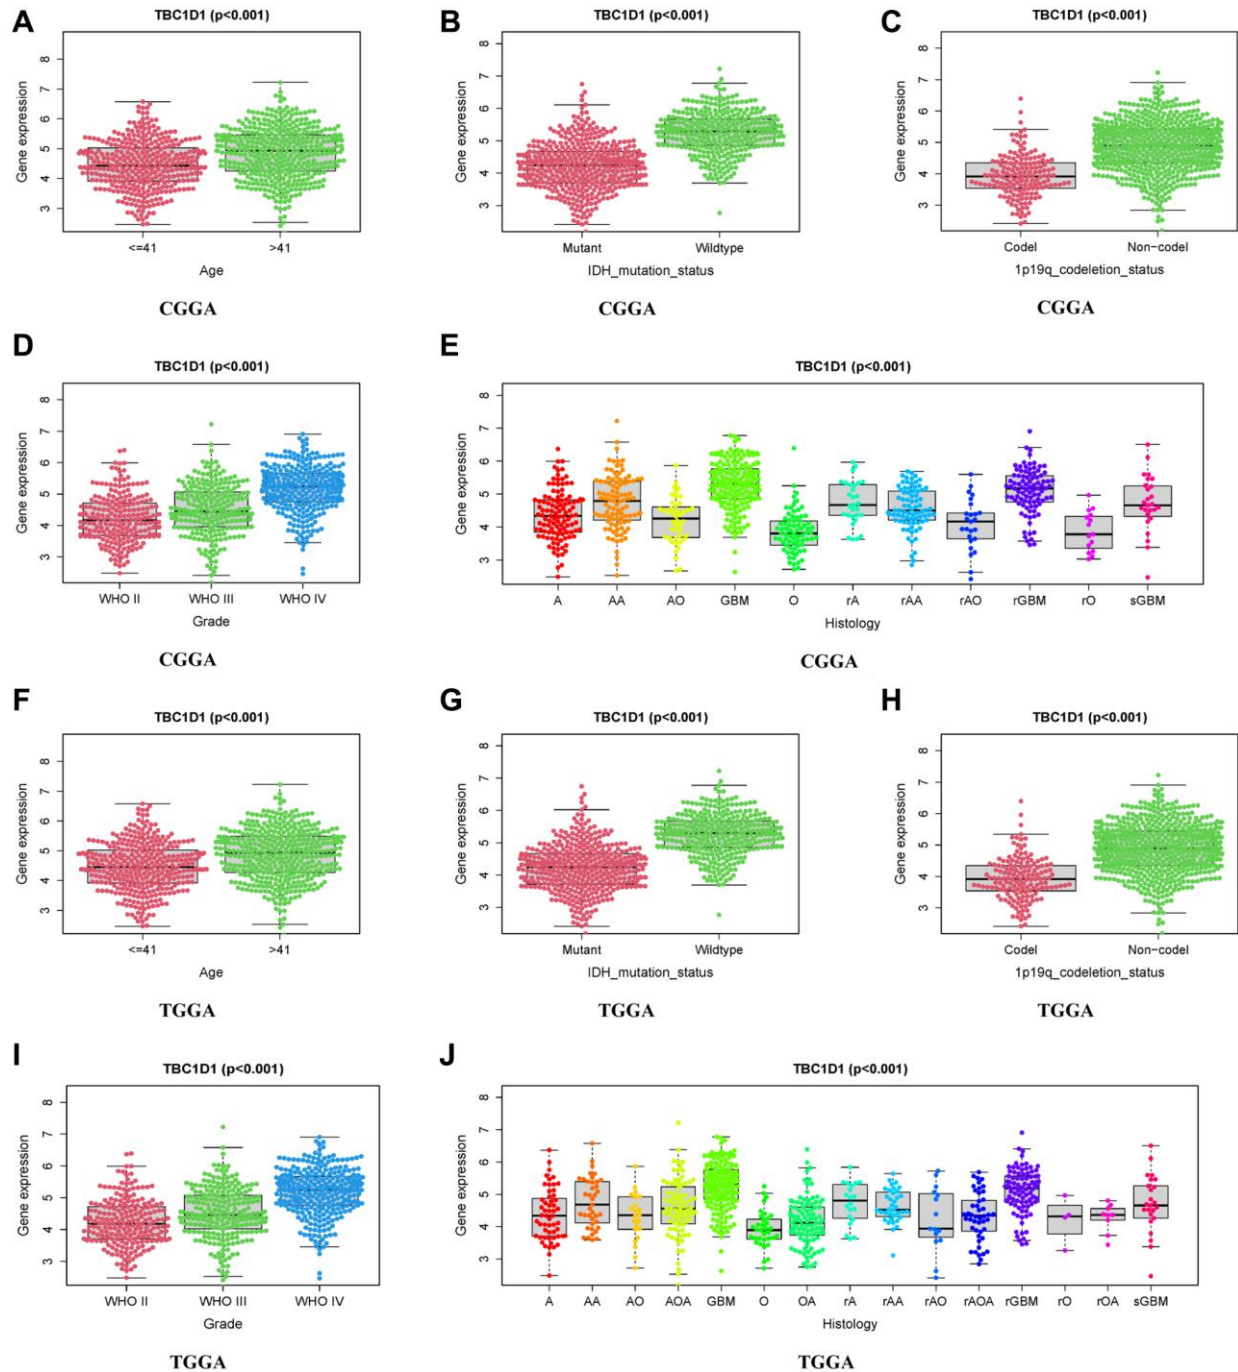 A
TBC1D1 (p<0.001)
Gene expression
8
7
6
5
4
3
<=41 >41
Age
CGGA
B
TBC1D1 (p<0.001)
Gene expression
8
7
6
5
4
3
Mutant Wildtype
IDH_mutation_status
CGGA
C
TBC1D1 (p<0.001)
Gene expression
8
7
6
5
4
3
Codel Non-codel
1p19q_codeletion_status
CGGA
D
TBC1D1 (p<0.001)
Gene expression
8
7
6
5
4
3
WHO II WHO III WHO IV
Grade
CGGA
E
TBC1D1 (p<0.001)
Gene expression
8
7
6
5
4
3
A AA AO GBM O rA rAA rAO rGBM rO sGBM
Histology
CGGA
F
TBC1D1 (p<0.001)
Gene expression
8
7
6
5
4
3
<=41 >41
Age
TGGA
G
TBC1D1 (p<0.001)
Gene expression
8
7
6
5
4
3
Mutant Wildtype
IDH_mutation_status
TGGA
H
TBC1D1 (p<0.001)
Gene expression
8
7
6
5
4
3
Codel Non-codel
1p19q_codeletion_status
TGGA
I
TBC1D1 (p<0.001)
Gene expression
8
7
6
5
4
3
WHO II WHO III WHO IV
Grade
TGGA
J
TBC1D1 (p<0.001)
Gene expression
8
7
6
5
4
3
A AA AO AOA GBM O OA rA rAA rAO rAOA rGBM rO rOA sGBM
Histology
TGGA